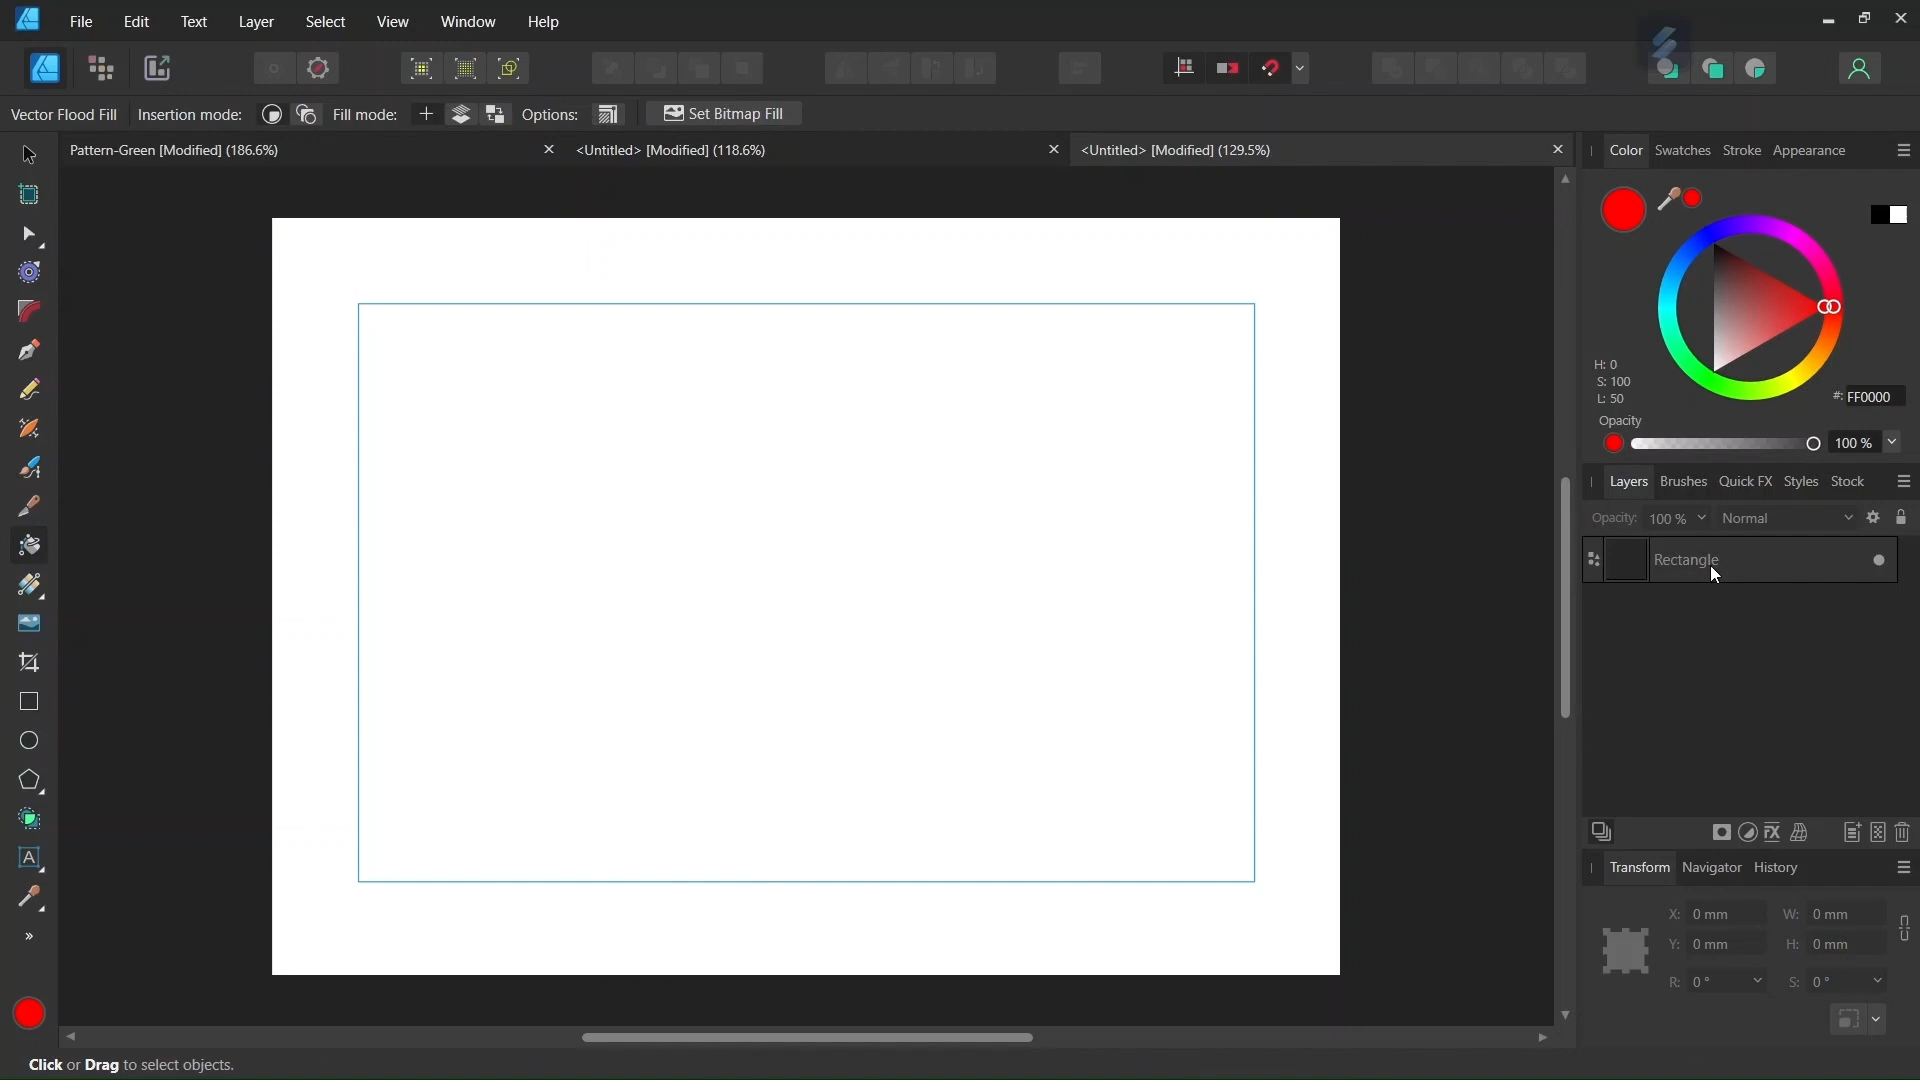 File Edit Text Layer Select View Window Help
Vector Flood Fill Insertion mode: Fill mode: Options: Set Bitmap Fill
Pattern-Green [Modified] (186.6%) <Untitled> [Modified] (118.6%) <Untitled> [Modified] (129.5%)
Color Swatches Stroke Appearance
H: 0
S: 100
L: 50
#: FF0000
Opacity
100 %
Layers Brushes Quick FX Styles Stock
Opacity: 100 % Normal
Rectangle
Transform Navigator History
X: 0 mm W: 0 mm
Y: 0 mm H: 0 mm
R: 0 ° S: 0 °
Click or Drag to select objects.